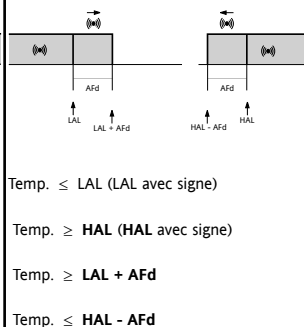 AFd
AFd
LAL
LAL + AFd
HAL - AFd
HAL
Temp. ≤ LAL (LAL avec signe)
Temp. ≥ HAL (HAL avec signe)
Temp. ≥ LAL + AFd
Temp. ≤ HAL - AFd